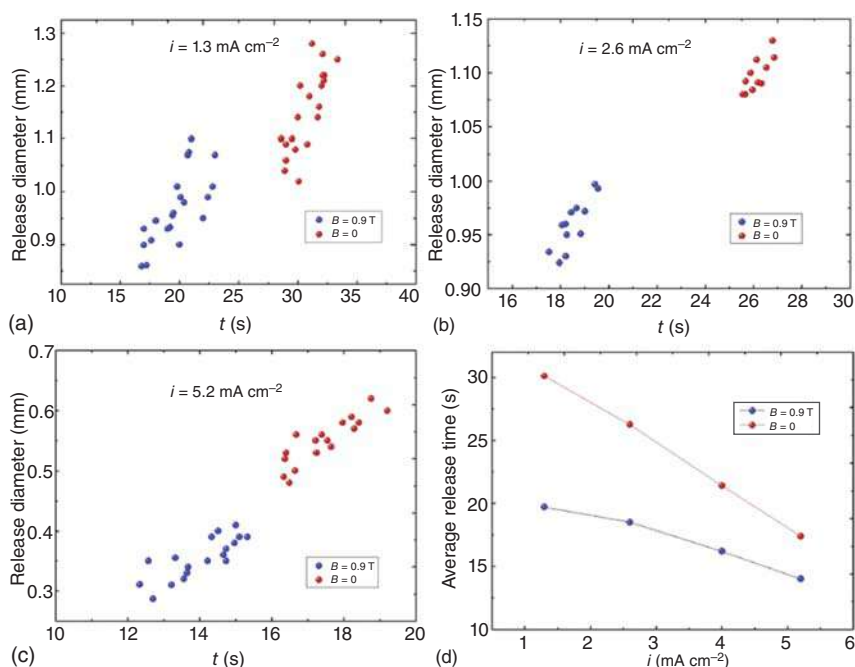 1.3
1.2
1.1
1.0
0.9
Release diameter (mm)
i = 1.3 mA cm⁻²
B = 0.9 T
B = 0
10 15 20 25 30 35 40
(a)
t (s)
1.15
1.10
1.05
1.00
0.95
0.90
Release diameter (mm)
i = 2.6 mA cm⁻²
B = 0.9 T
B = 0
16 18 20 22 24 26 28 30
(b)
t (s)
0.7
0.6
0.5
0.4
0.3
Release diameter (mm)
i = 5.2 mA cm⁻²
B = 0.9 T
B = 0
10 12 14 16 18 20
(c)
t (s)
30
25
20
15
10
Average release time (s)
B = 0.9 T
B = 0
1 2 3 4 5 6
i (mA cm⁻²)
(d)